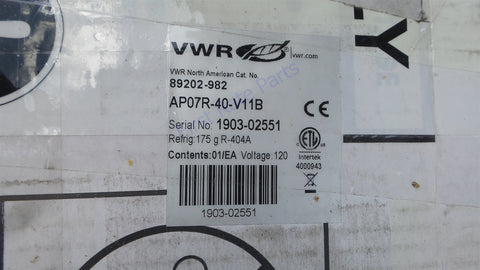 VWR vwr.com
VWR North American Cat. No.
89202-982
AP07R-40-V11B
Serial No: 1903-02551
Refrig:175 g R-404A
Contents:01/EA Voltage:120
CE
ETL
Intertek
4000943
1903-02551
Y